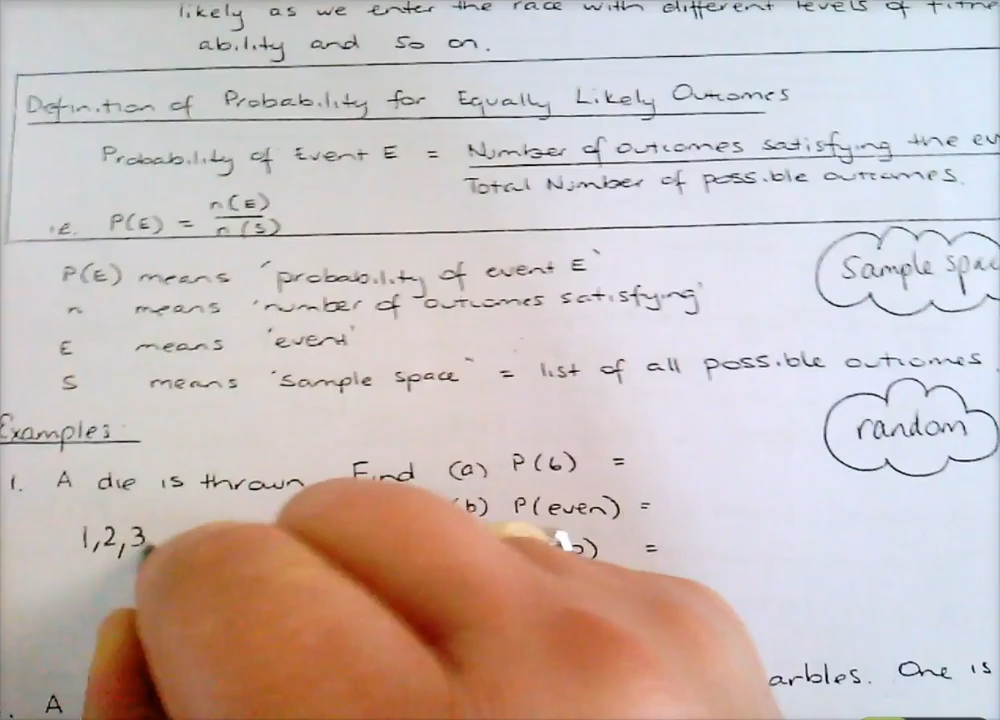 likely as we enter the race with different levels of
ability and so on.
Definition of Probability for Equally Likely Outcomes
Probability of Event E = Number of outcomes satisfying the
Total Number of possible outcomes.
i.e. P(E) = n(E)
n(S)
P(E) means 'probability of event E'
n means 'number of outcomes satisfying'
E means 'event'
S means 'sample space' = list of all possible outcomes
Sample
random
Examples:
1. A die is thrown Find (a) P(6) =
(b) P(even) =
=
1,2,3
One is
A